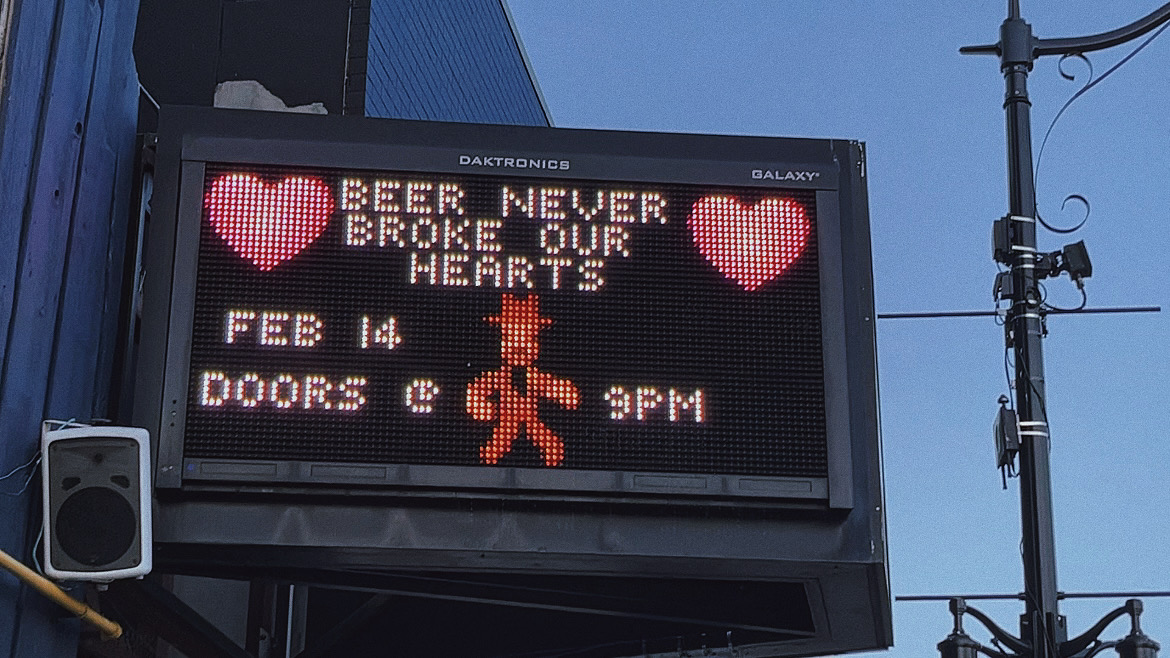 DAKTRONICS
GALAXY®
BEER NEVER
BROKE OUR
HEARTS
FEB 14
DOORS @ 9PM